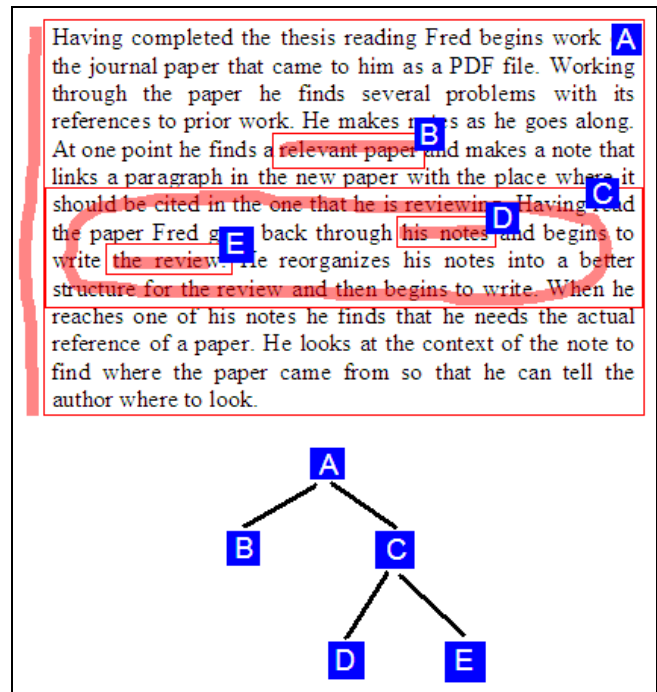 Having completed the thesis reading Fred begins work A
the journal paper that came to him as a PDF file. Working
through the paper he finds several problems with its
references to prior work. He makes notes as he goes along.
B
At one point he finds a relevant paper and makes a note that
links a paragraph in the new paper with the place where it
C
should be cited in the one that he is reviewing. Having read
D
the paper Fred back through his notes and begins to
E
write the review. He reorganizes his notes into a better
structure for the review and then begins to write. When he
reaches one of his notes he finds that he needs the actual
reference of a paper. He looks at the context of the note to
find where the paper came from so that he can tell the
author where to look.
A
B C
D E